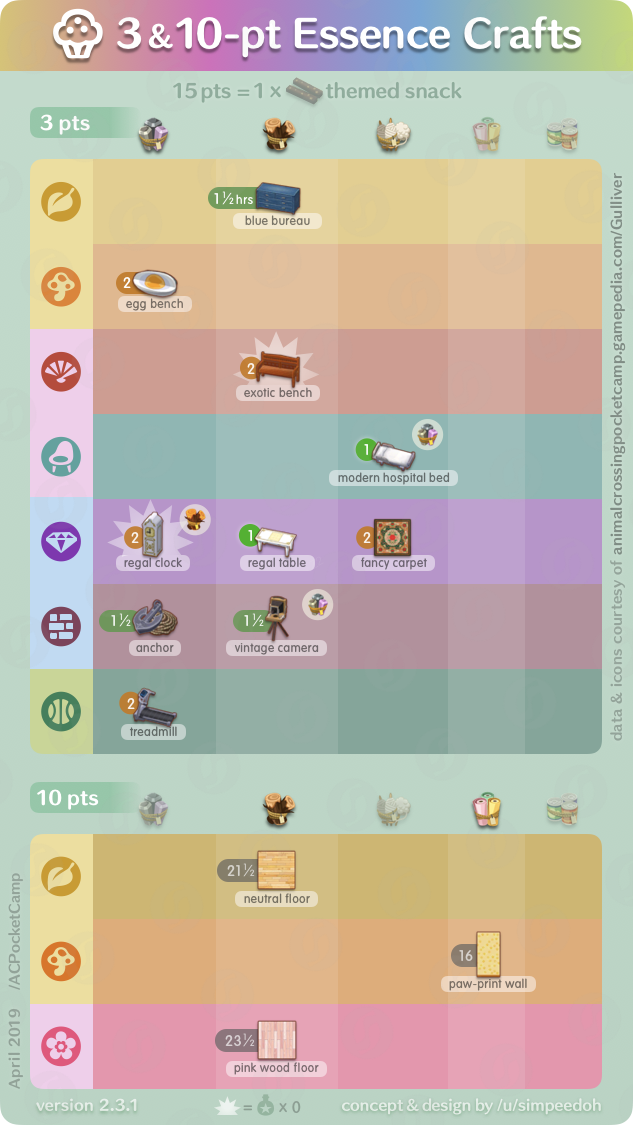 3 & 10-pt Essence Crafts
15 pts = 1 x themed snack
3 pts
1½ hrs
blue bureau
2
egg bench
2
exotic bench
1
modern hospital bed
2
regal clock
1
regal table
2
fancy carpet
1½
anchor
1½
vintage camera
2
treadmill
10 pts
21½
neutral floor
16
paw-print wall
23½
pink wood floor
version 2.3.1
= x 0
concept & design by /u/simpeedoh
April 2019 /ACPocketCamp
data & icons courtesy of animalcrossingpocketcamp.gamepedia.com/Gulliver